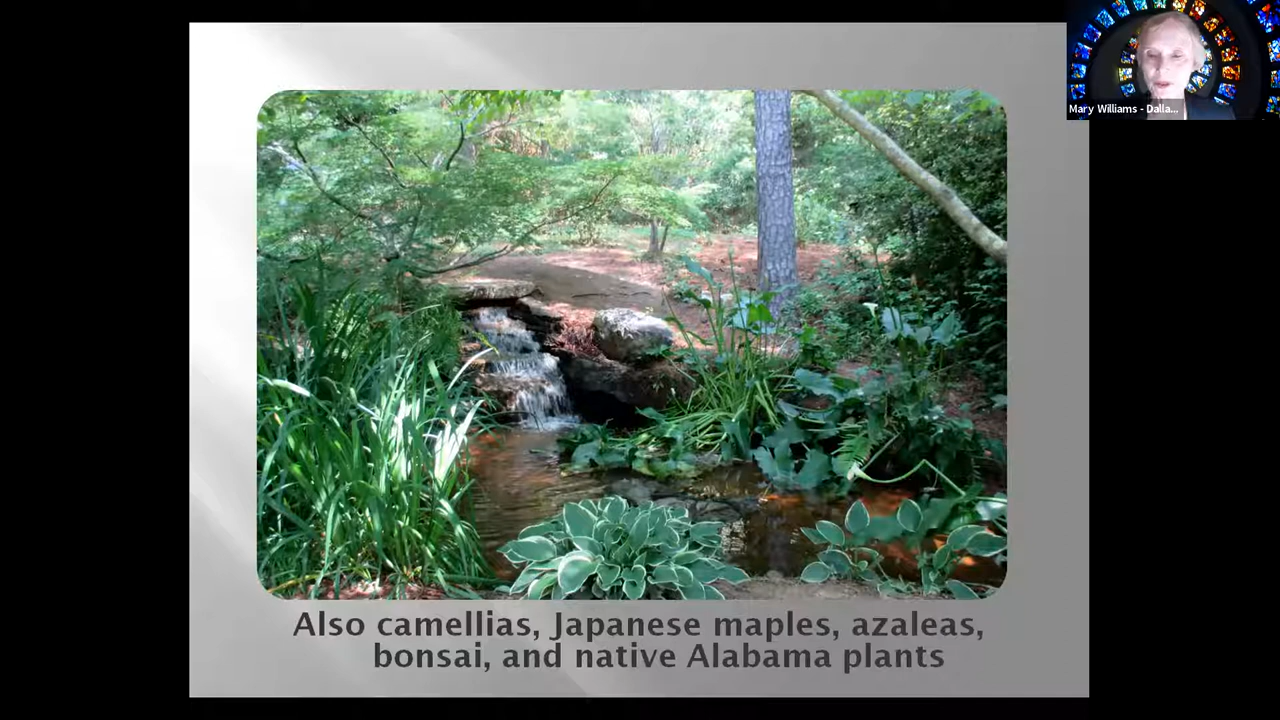 Mary Williams - Dalla...
Also camellias, Japanese maples, azaleas,
bonsai, and native Alabama plants